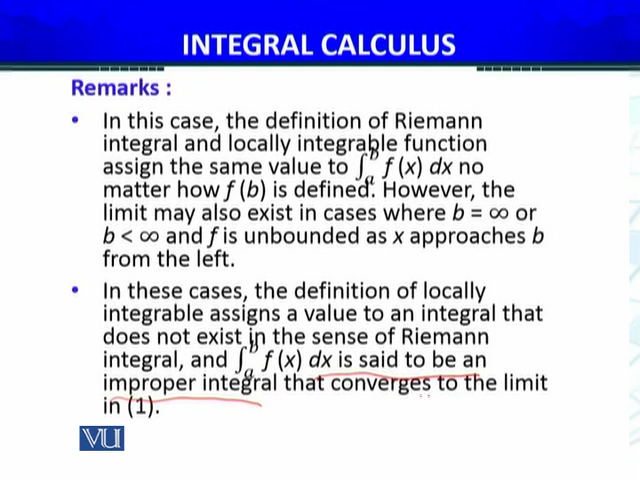 INTEGRAL CALCULUS
Remarks :
• In this case, the definition of Riemann
integral and locally integrable function
assign the same value to ∫ₐᵇ f (x) dx no
matter how f (b) is defined. However, the
limit may also exist in cases where b = ∞ or
b < ∞ and f is unbounded as x approaches b
from the left.
• In these cases, the definition of locally
integrable assigns a value to an integral that
does not exist in the sense of Riemann
integral, and ∫ₐᵇ f (x) dx is said to be an
improper integral that converges to the limit
in (1).
VU